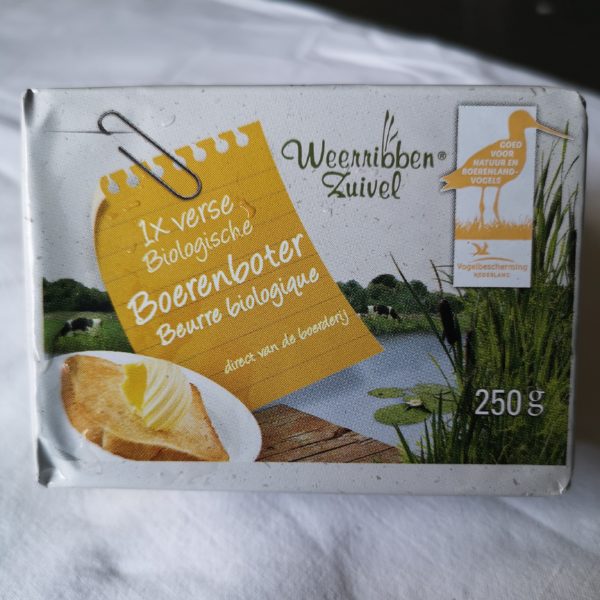 Weerribben®
Zuivel
GOED
VOOR
NATUUR EN
BOERENLAND-
VOGELS
Vogelbescherming
NEDERLAND
1x verse
Biologische
Boerenboter
Beurre biologique
direct van de boerderij
250g